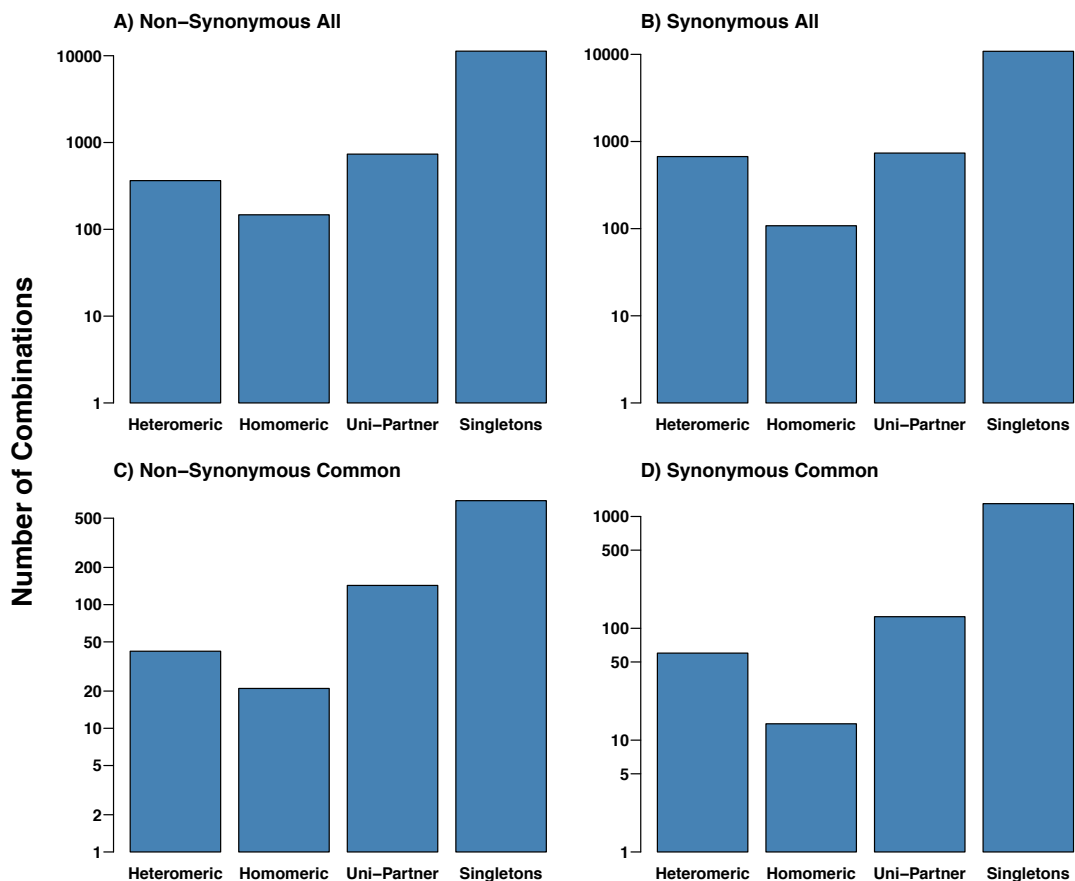 A) Non−Synonymous All
10000
1000
100
10
1
Heteromeric Homomeric Uni−Partner Singletons
B) Synonymous All
10000
1000
100
10
1
Heteromeric Homomeric Uni−Partner Singletons
Number of Combinations
C) Non−Synonymous Common
500
200
100
50
20
10
5
2
1
Heteromeric Homomeric Uni−Partner Singletons
D) Synonymous Common
1000
500
100
50
10
5
1
Heteromeric Homomeric Uni−Partner Singletons